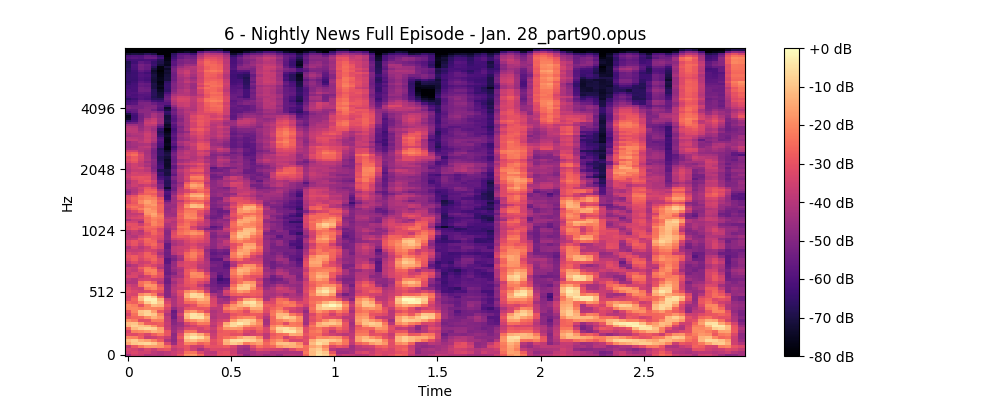 6 - Nightly News Full Episode - Jan. 28_part90.opus
+0 dB
-10 dB
-20 dB
-30 dB
-40 dB
-50 dB
-60 dB
-70 dB
-80 dB
4096
2048
1024
512
0
Hz
0
0.5
1
1.5
2
2.5
Time